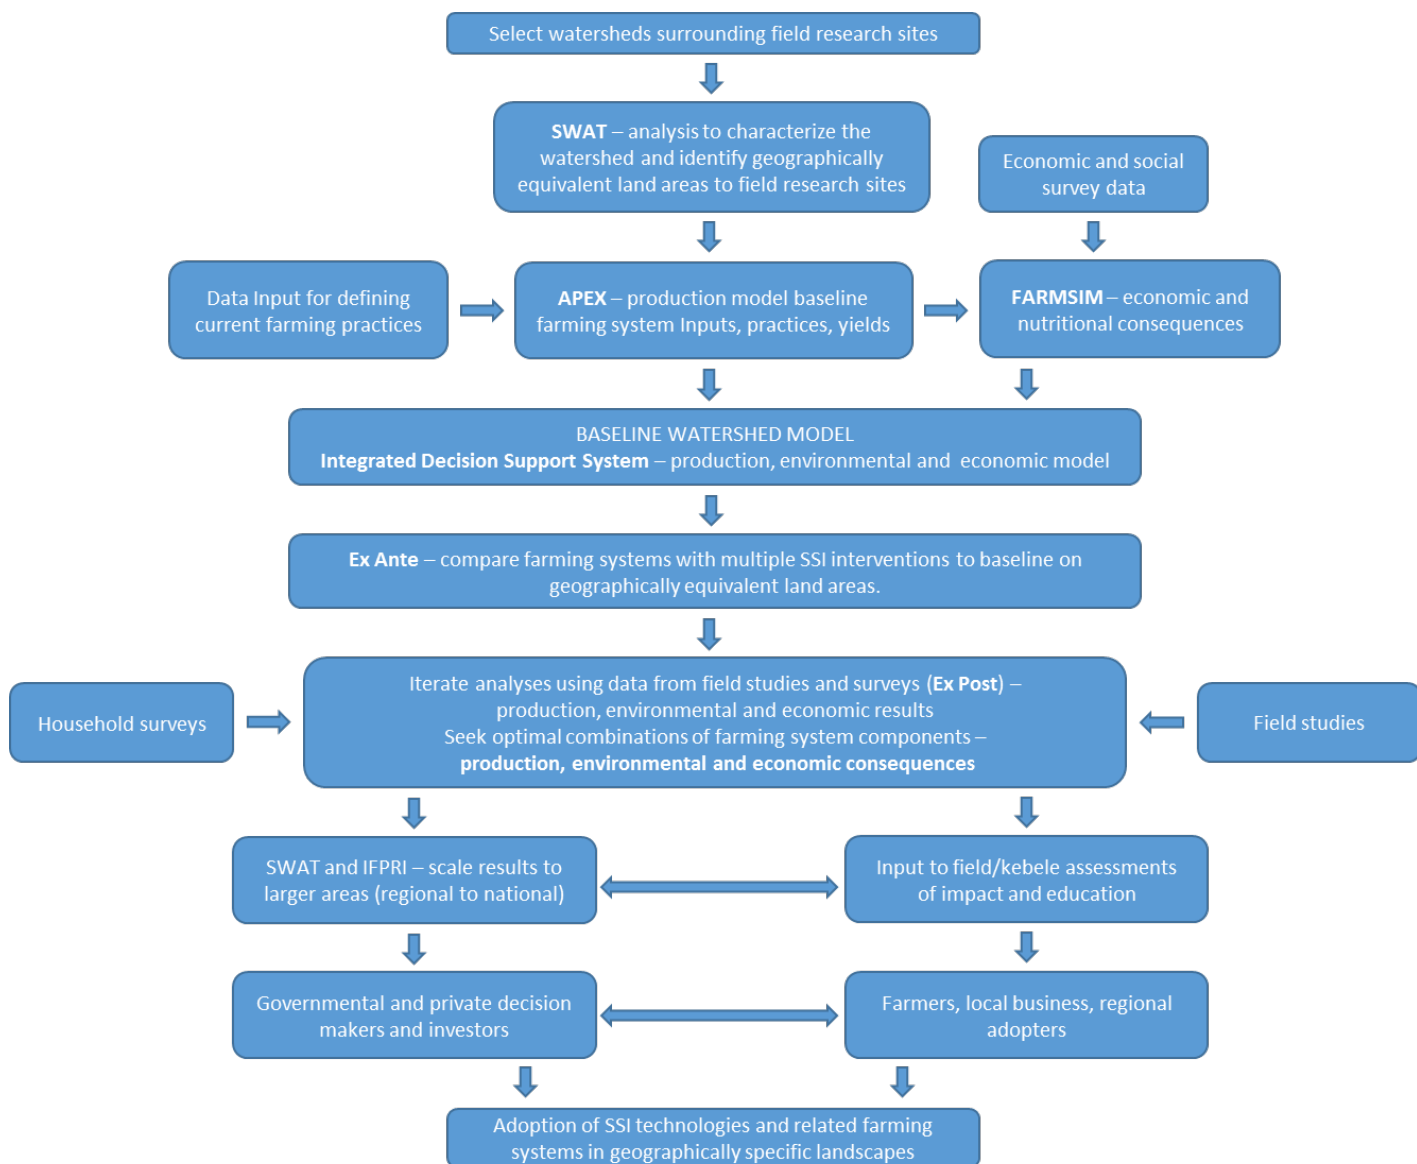 Select watersheds surrounding field research sites
SWAT – analysis to characterize the
watershed and identify geographically
equivalent land areas to field research sites
Economic and social
survey data
Data Input for defining
current farming practices
APEX – production model baseline
farming system Inputs, practices, yields
FARMSIM – economic and
nutritional consequences
BASELINE WATERSHED MODEL
Integrated Decision Support System – production, environmental and economic model
Ex Ante – compare farming systems with multiple SSI interventions to baseline on
geographically equivalent land areas.
Household surveys
Iterate analyses using data from field studies and surveys (Ex Post) –
production, environmental and economic results
Seek optimal combinations of farming system components –
production, environmental and economic consequences
Field studies
SWAT and IFPRI – scale results to
larger areas (regional to national)
Input to field/kebele assessments
of impact and education
Governmental and private decision
makers and investors
Farmers, local business, regional
adopters
Adoption of SSI technologies and related farming
systems in geographically specific landscapes